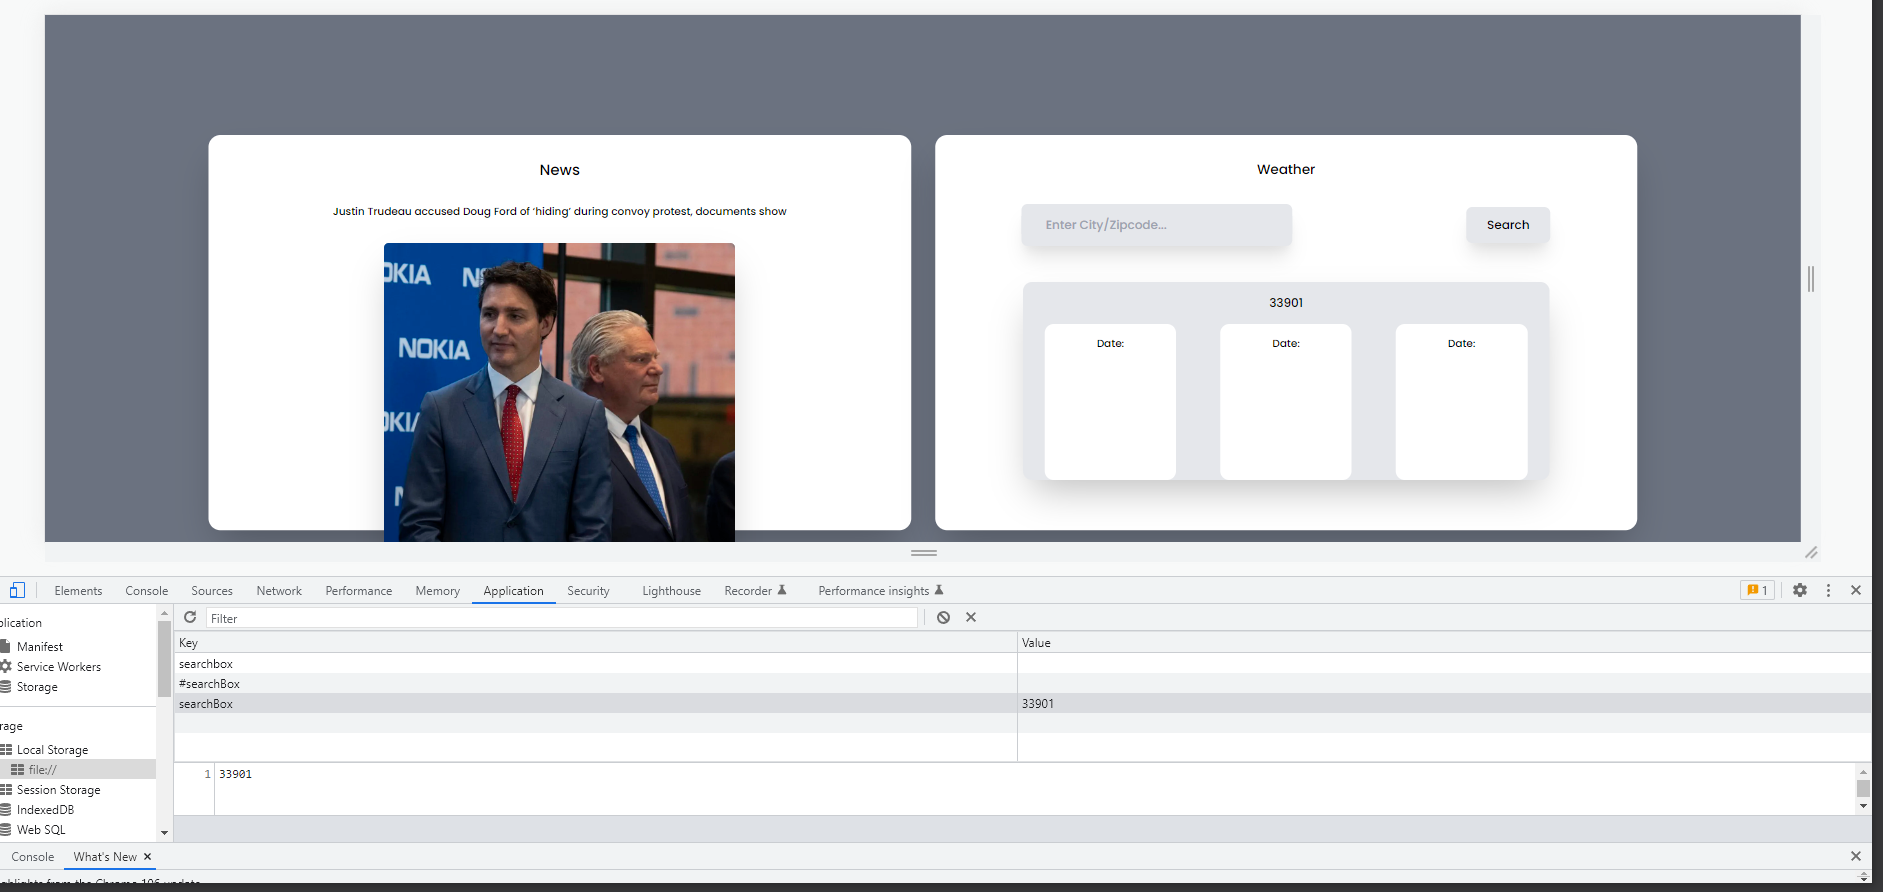 News
Justin Trudeau accused Doug Ford of ‘hiding’ during convoy protest, documents show
OKIA
NOKIA
Weather
Enter City/Zipcode...
Search
33901
Date:
Date:
Date:
Elements Console Sources Network Performance Memory Application Security Lighthouse Recorder Performance insights 1
plication
Manifest
Service Workers
Storage
rage
Local Storage
file://
Session Storage
IndexedDB
Web SQL
Filter
Key Value
searchbox
#searchBox
searchBox 33901
1 33901
Console What's New